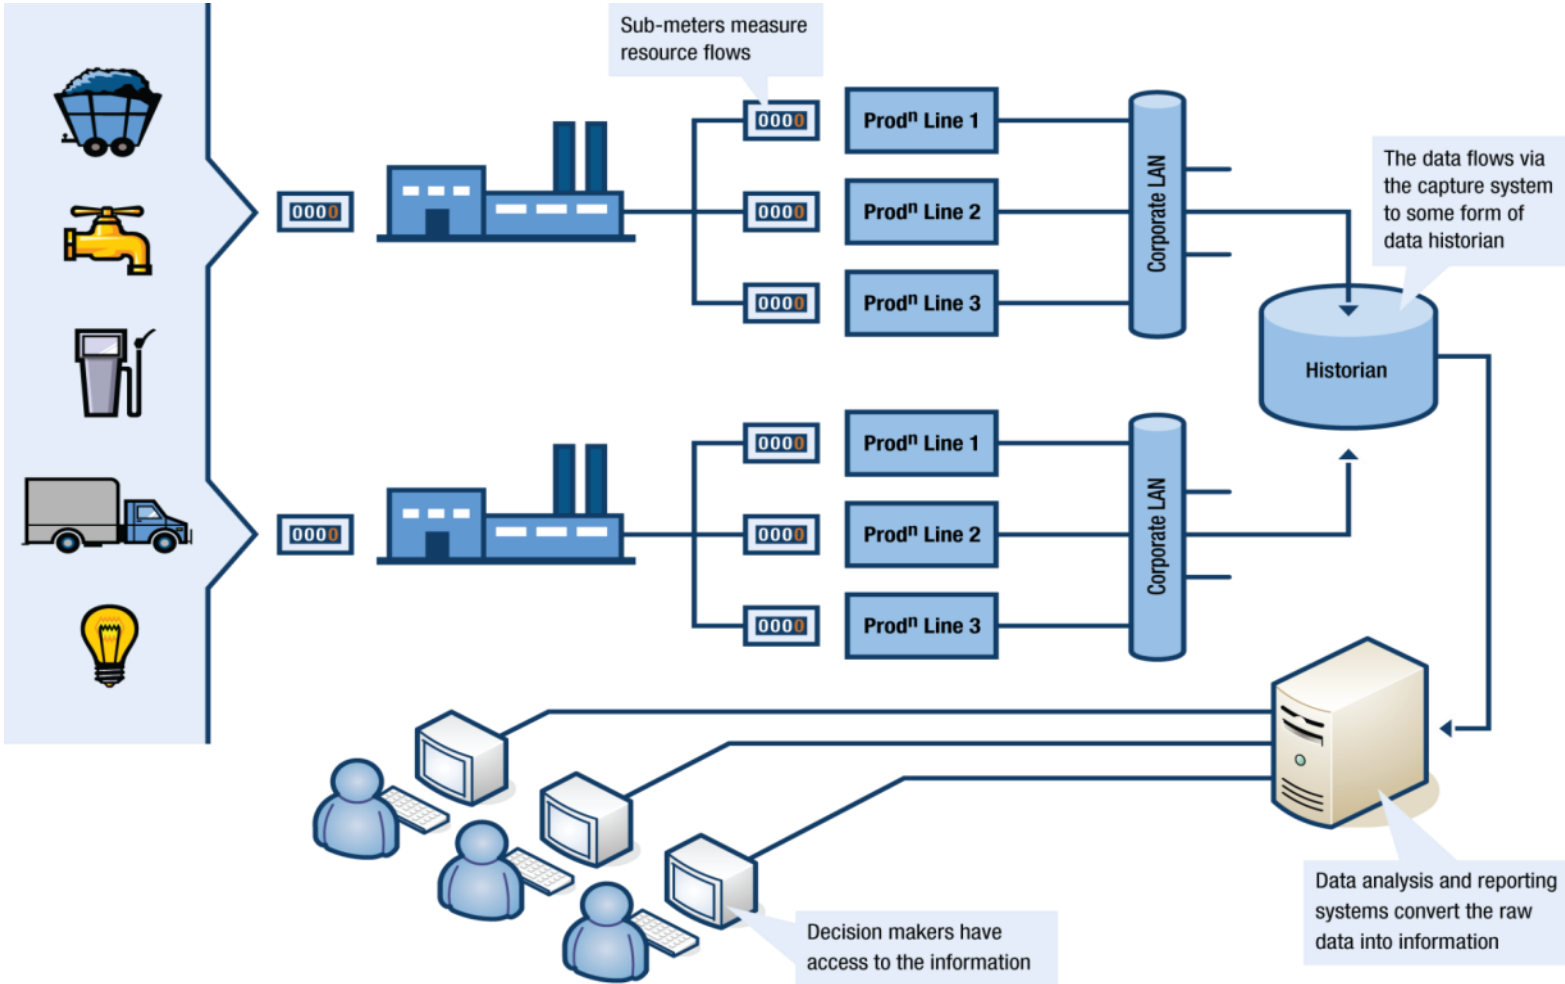 Sub-meters measure
resource flows
0000
0000
Prodⁿ Line 1
0000
Prodⁿ Line 2
0000
Prodⁿ Line 3
Corporate LAN
The data flows via
the capture system
to some form of
data historian
Historian
0000
0000
Prodⁿ Line 1
0000
Prodⁿ Line 2
0000
Prodⁿ Line 3
Corporate LAN
Data analysis and reporting
systems convert the raw
data into information
Decision makers have
access to the information